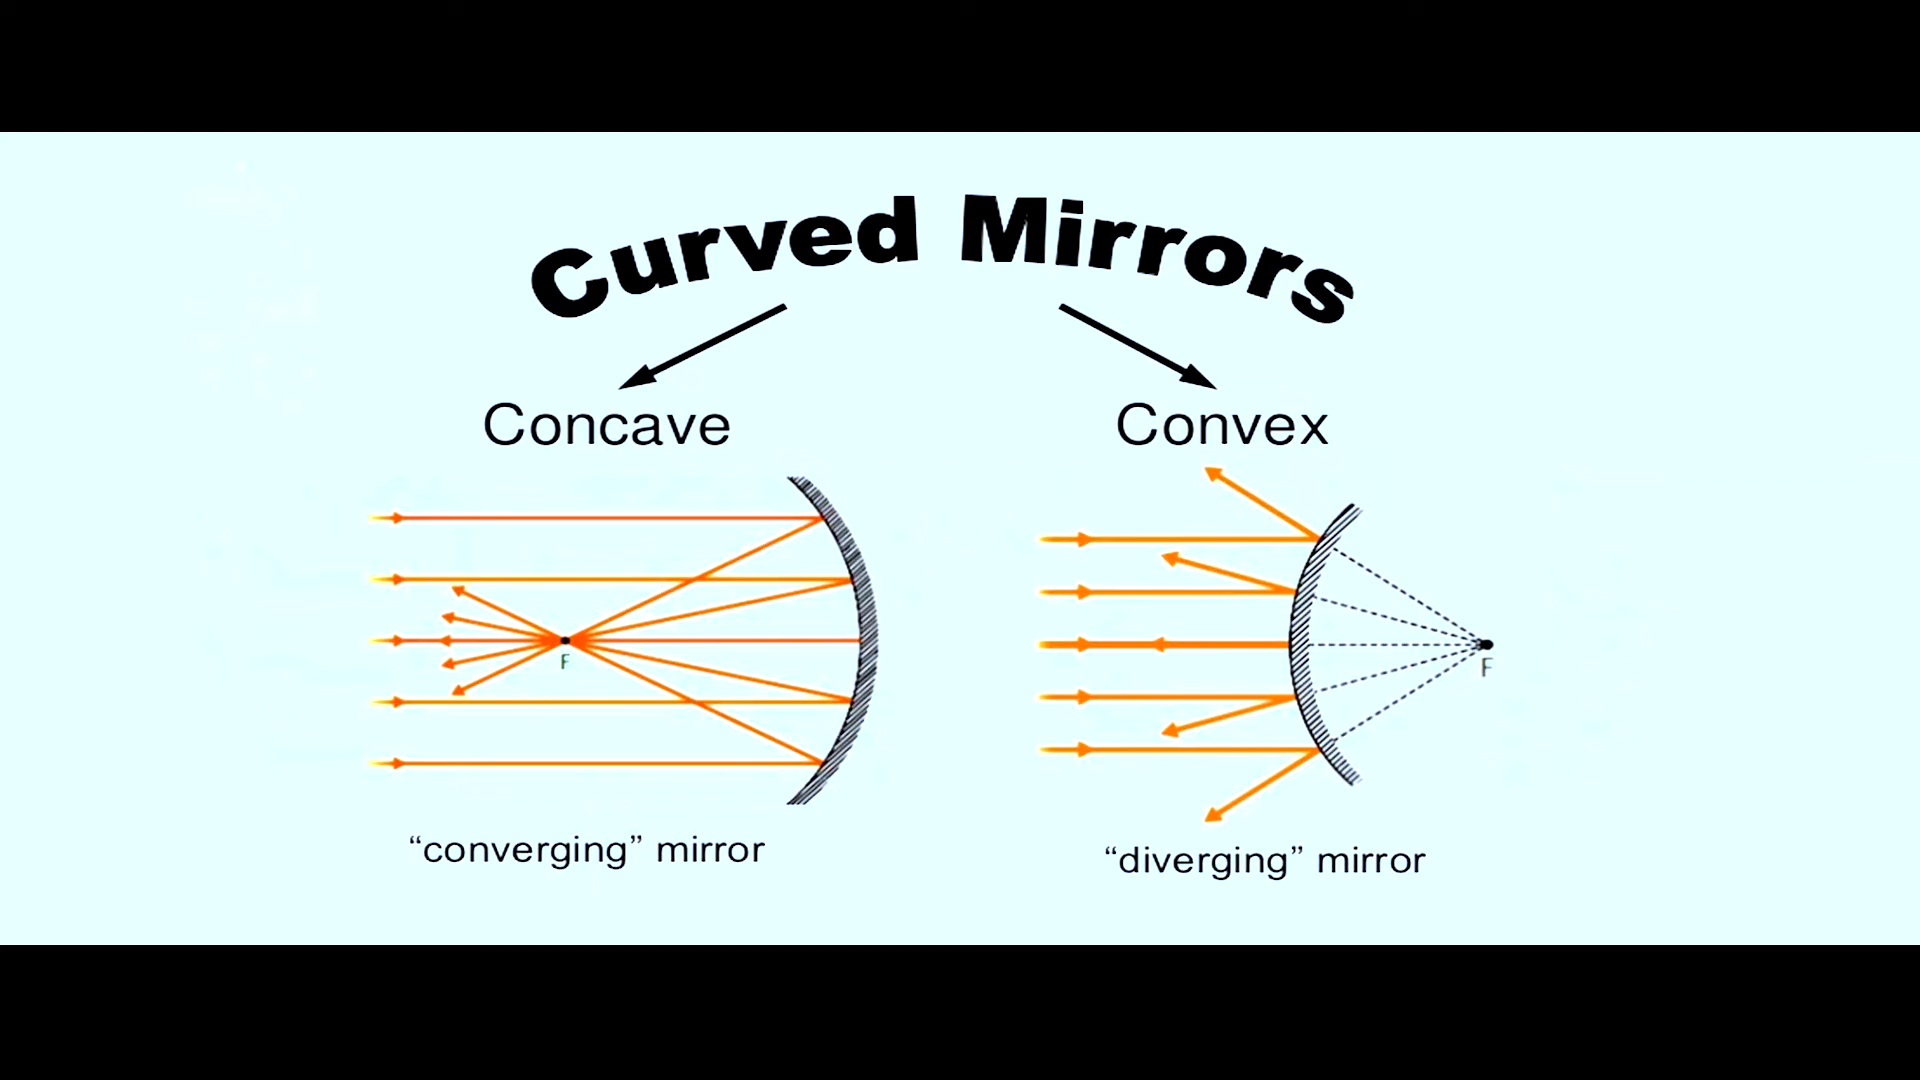 Curved Mirrors
Concave
Convex
F
F
“converging” mirror
“diverging” mirror